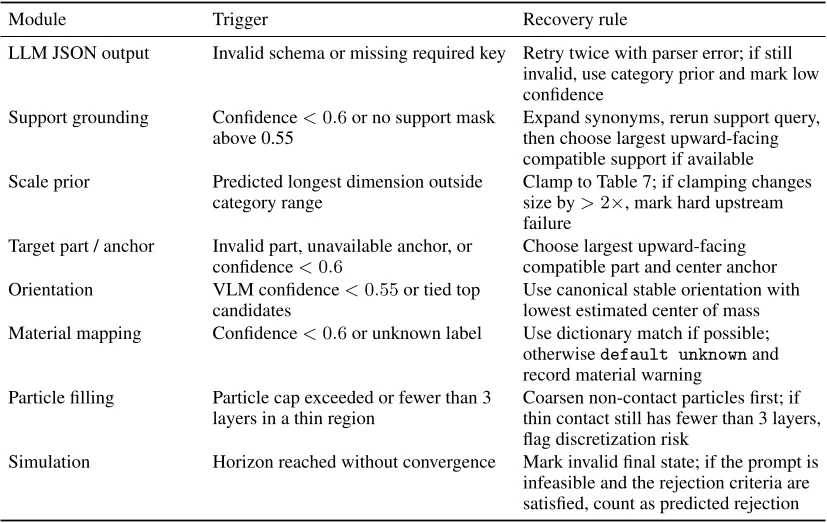 Module Trigger Recovery rule
LLM JSON output Invalid schema or missing required key Retry twice with parser error; if still
invalid, use category prior and mark low
confidence
Support grounding Confidence < 0.6 or no support mask Expand synonyms, rerun support query,
above 0.55 then choose largest upward-facing
compatible support if available
Scale prior Predicted longest dimension outside Clamp to Table 7; if clamping changes
category range size by > 2×, mark hard upstream
failure
Target part / anchor Invalid part, unavailable anchor, or Choose largest upward-facing
confidence < 0.6 compatible part and center anchor
Orientation VLM confidence < 0.55 or tied top Use canonical stable orientation with
candidates lowest estimated center of mass
Material mapping Confidence < 0.6 or unknown label Use dictionary match if possible;
otherwise default unknown and
record material warning
Particle filling Particle cap exceeded or fewer than 3 Coarsen non-contact particles first; if
layers in a thin region thin contact still has fewer than 3 layers,
flag discretization risk
Simulation Horizon reached without convergence Mark invalid final state; if the prompt is
infeasible and the rejection criteria are
satisfied, count as predicted rejection